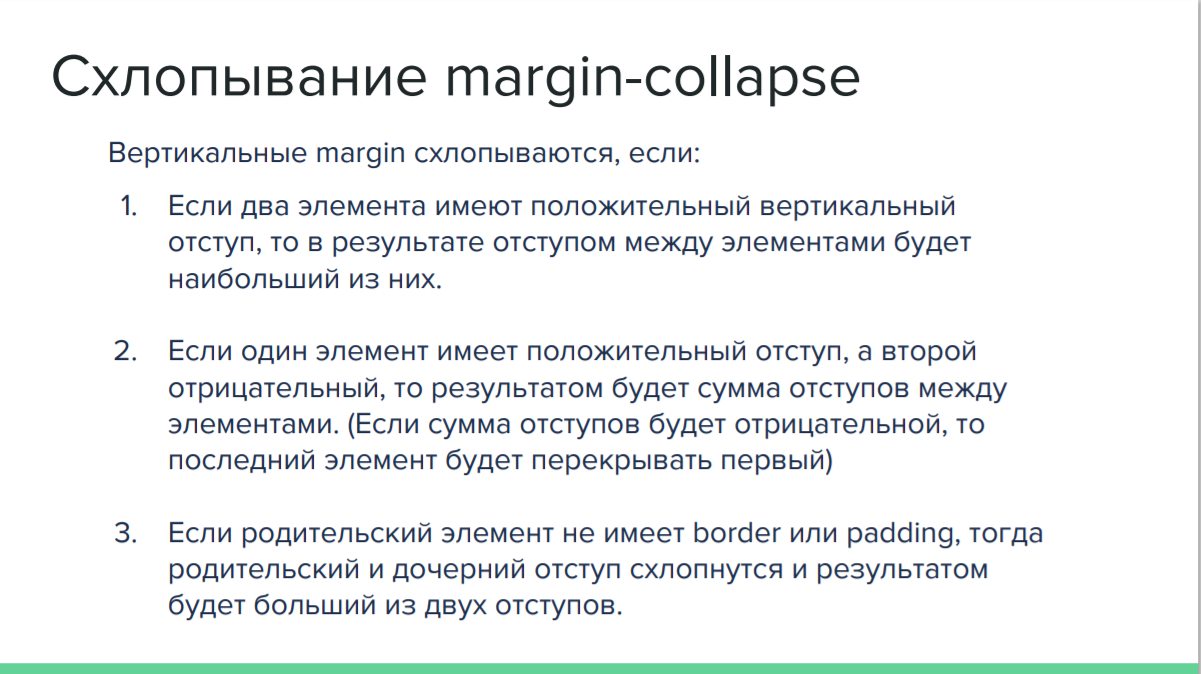 Схлопывание margin-collapse
Вертикальные margin схлопываются, если:
1. Если два элемента имеют положительный вертикальный
отступ, то в результате отступом между элементами будет
наибольший из них.
2. Если один элемент имеет положительный отступ, а второй
отрицательный, то результатом будет сумма отступов между
элементами. (Если сумма отступов будет отрицательной, то
последний элемент будет перекрывать первый)
3. Если родительский элемент не имеет border или padding, тогда
родительский и дочерний отступ схлопнутся и результатом
будет больший из двух отступов.